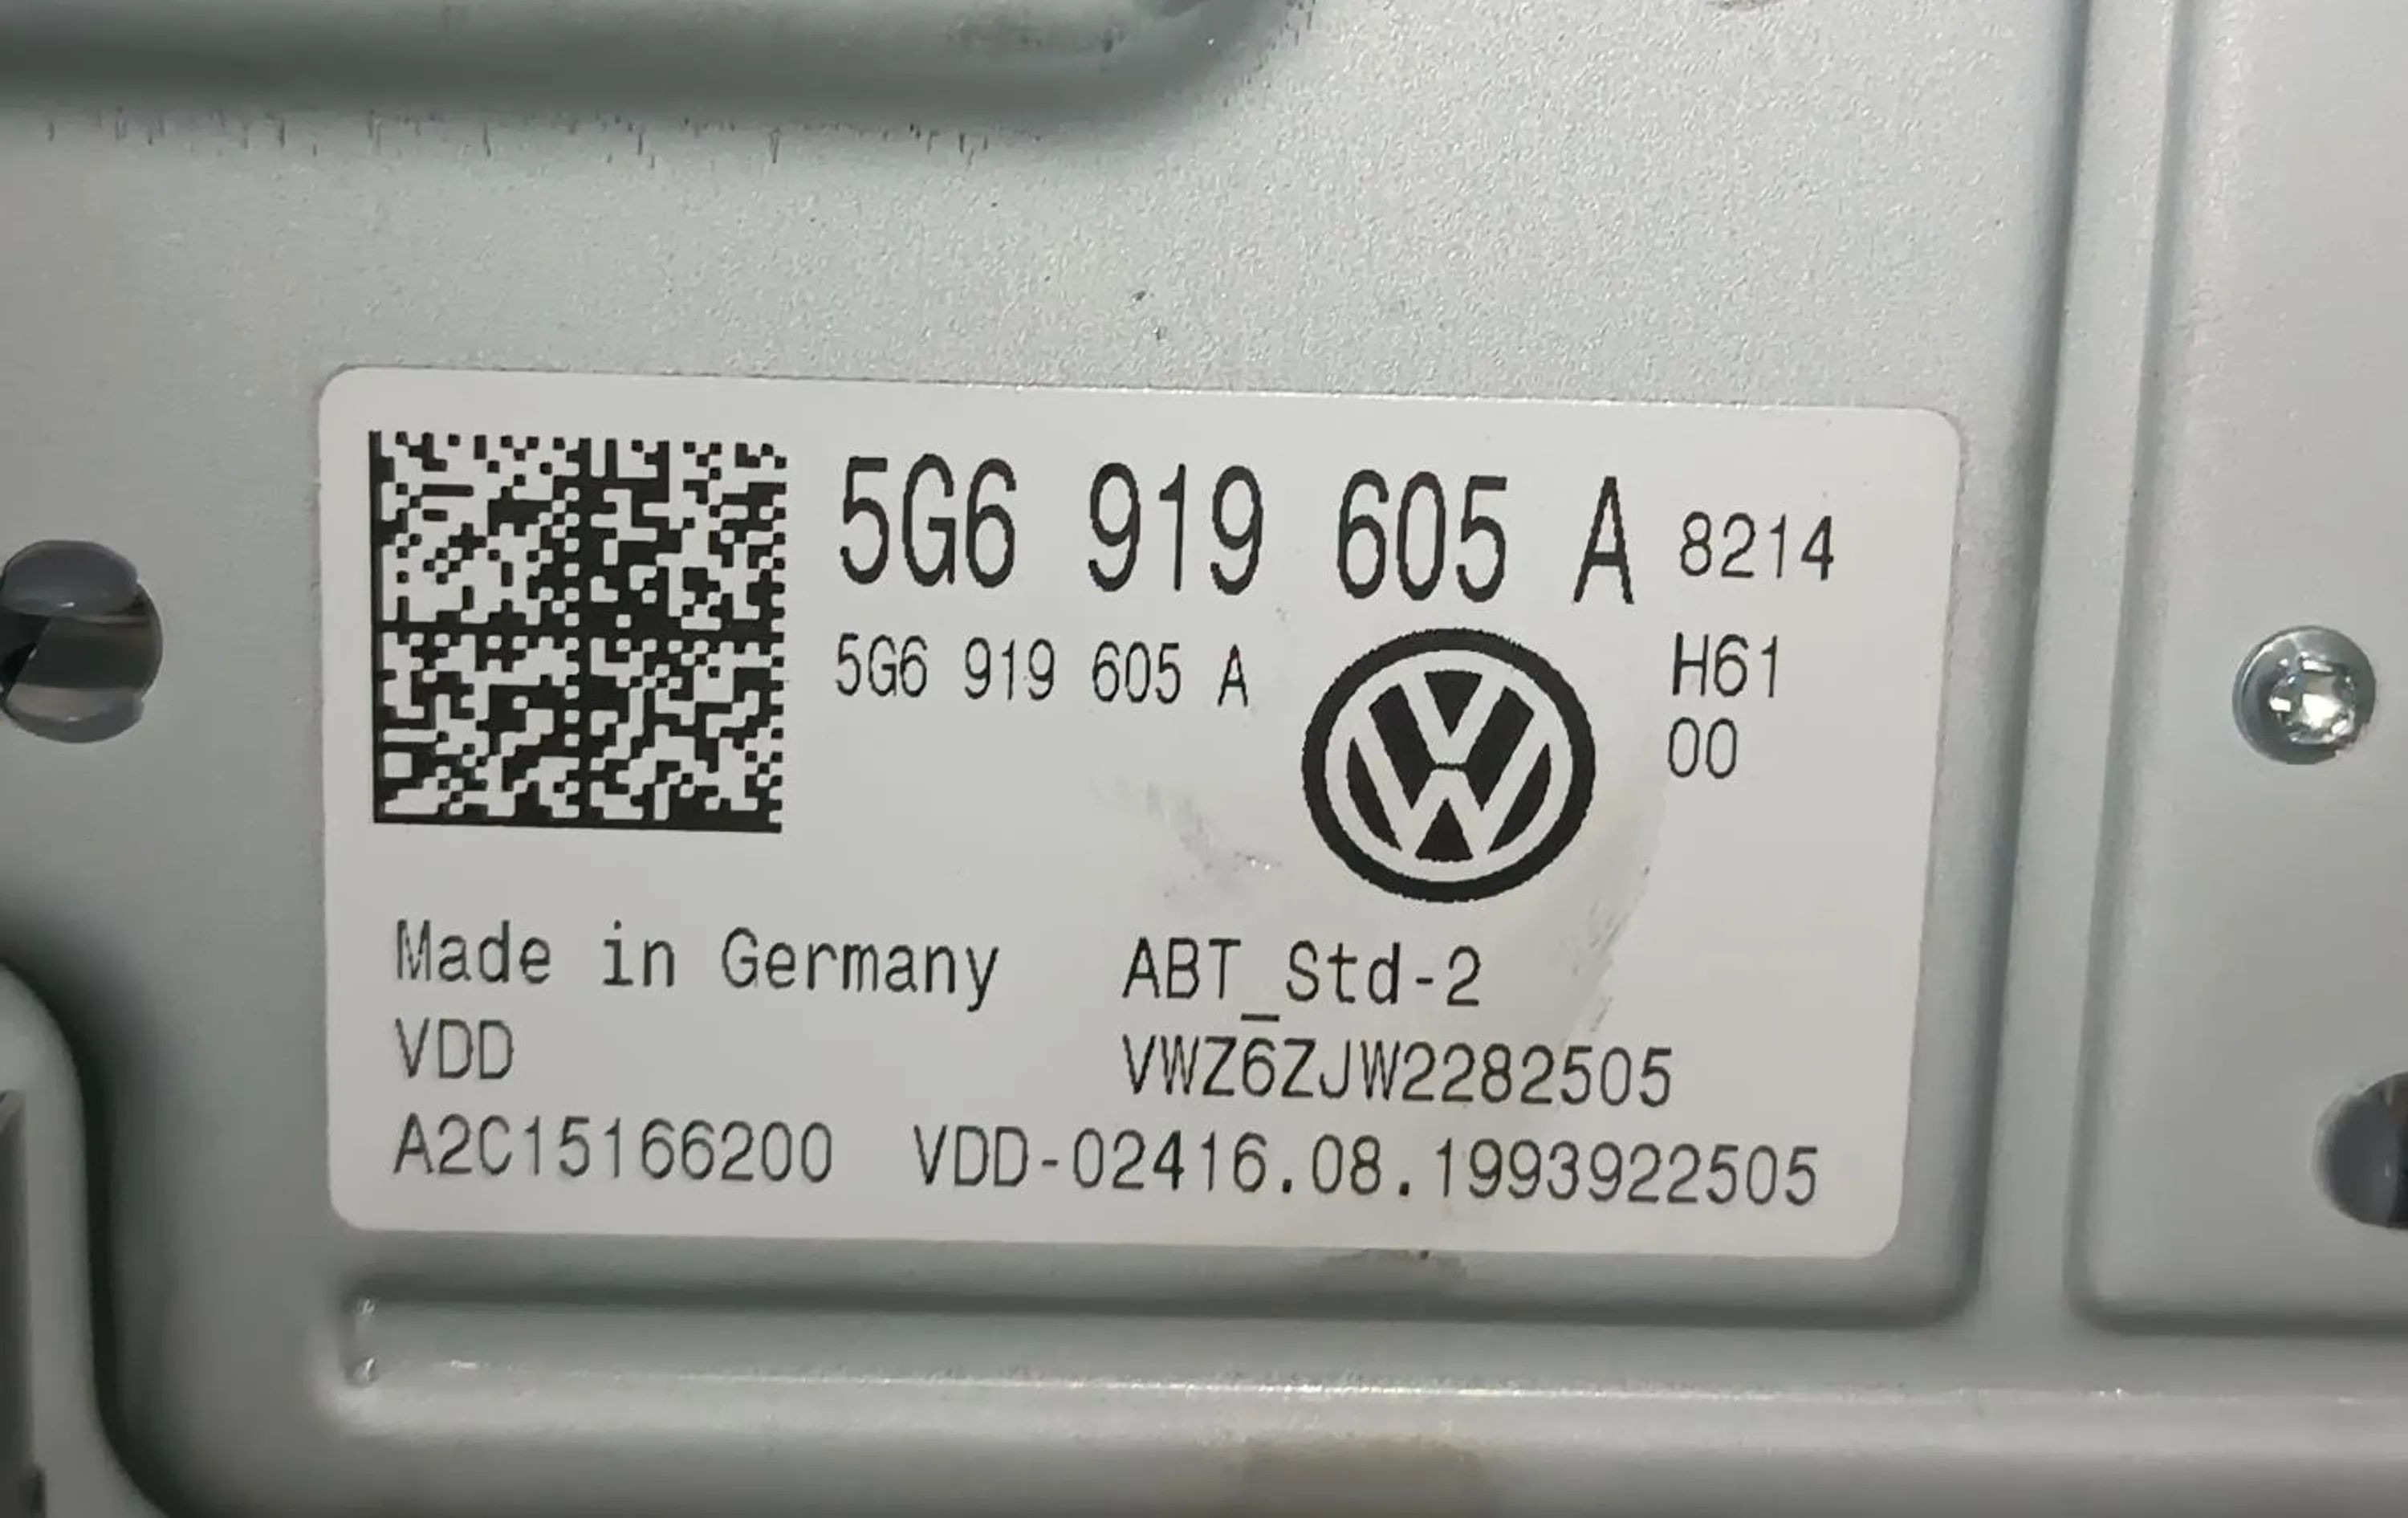 5G6 919 605 A 8214
5G6 919 605 A
H61
00
Made in Germany ABT_Std-2
VDD VWZ6ZJW2282505
A2C15166200 VDD-02416.08.1993922505